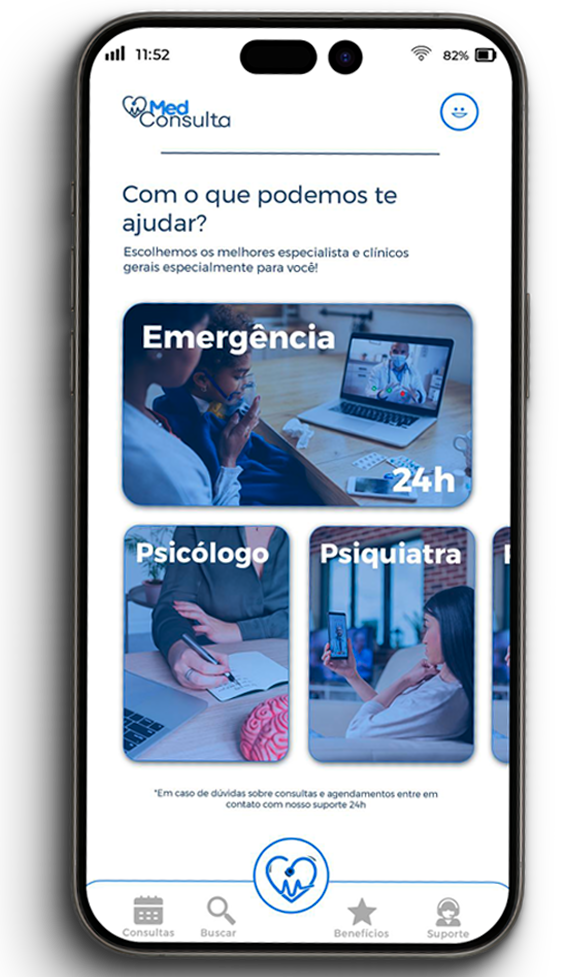 11:52
82%
Med
Consulta
Com o que podemos te
ajudar?
Escolhemos os melhores especialista e clínicos
gerais especialmente para você!
Emergência
24h
Psicólogo
Psiquiatra
*Em caso de dúvidas sobre consultas e agendamentos entre em
contato com nosso suporte 24h
Consultas
Buscar
Benefícios
Suporte